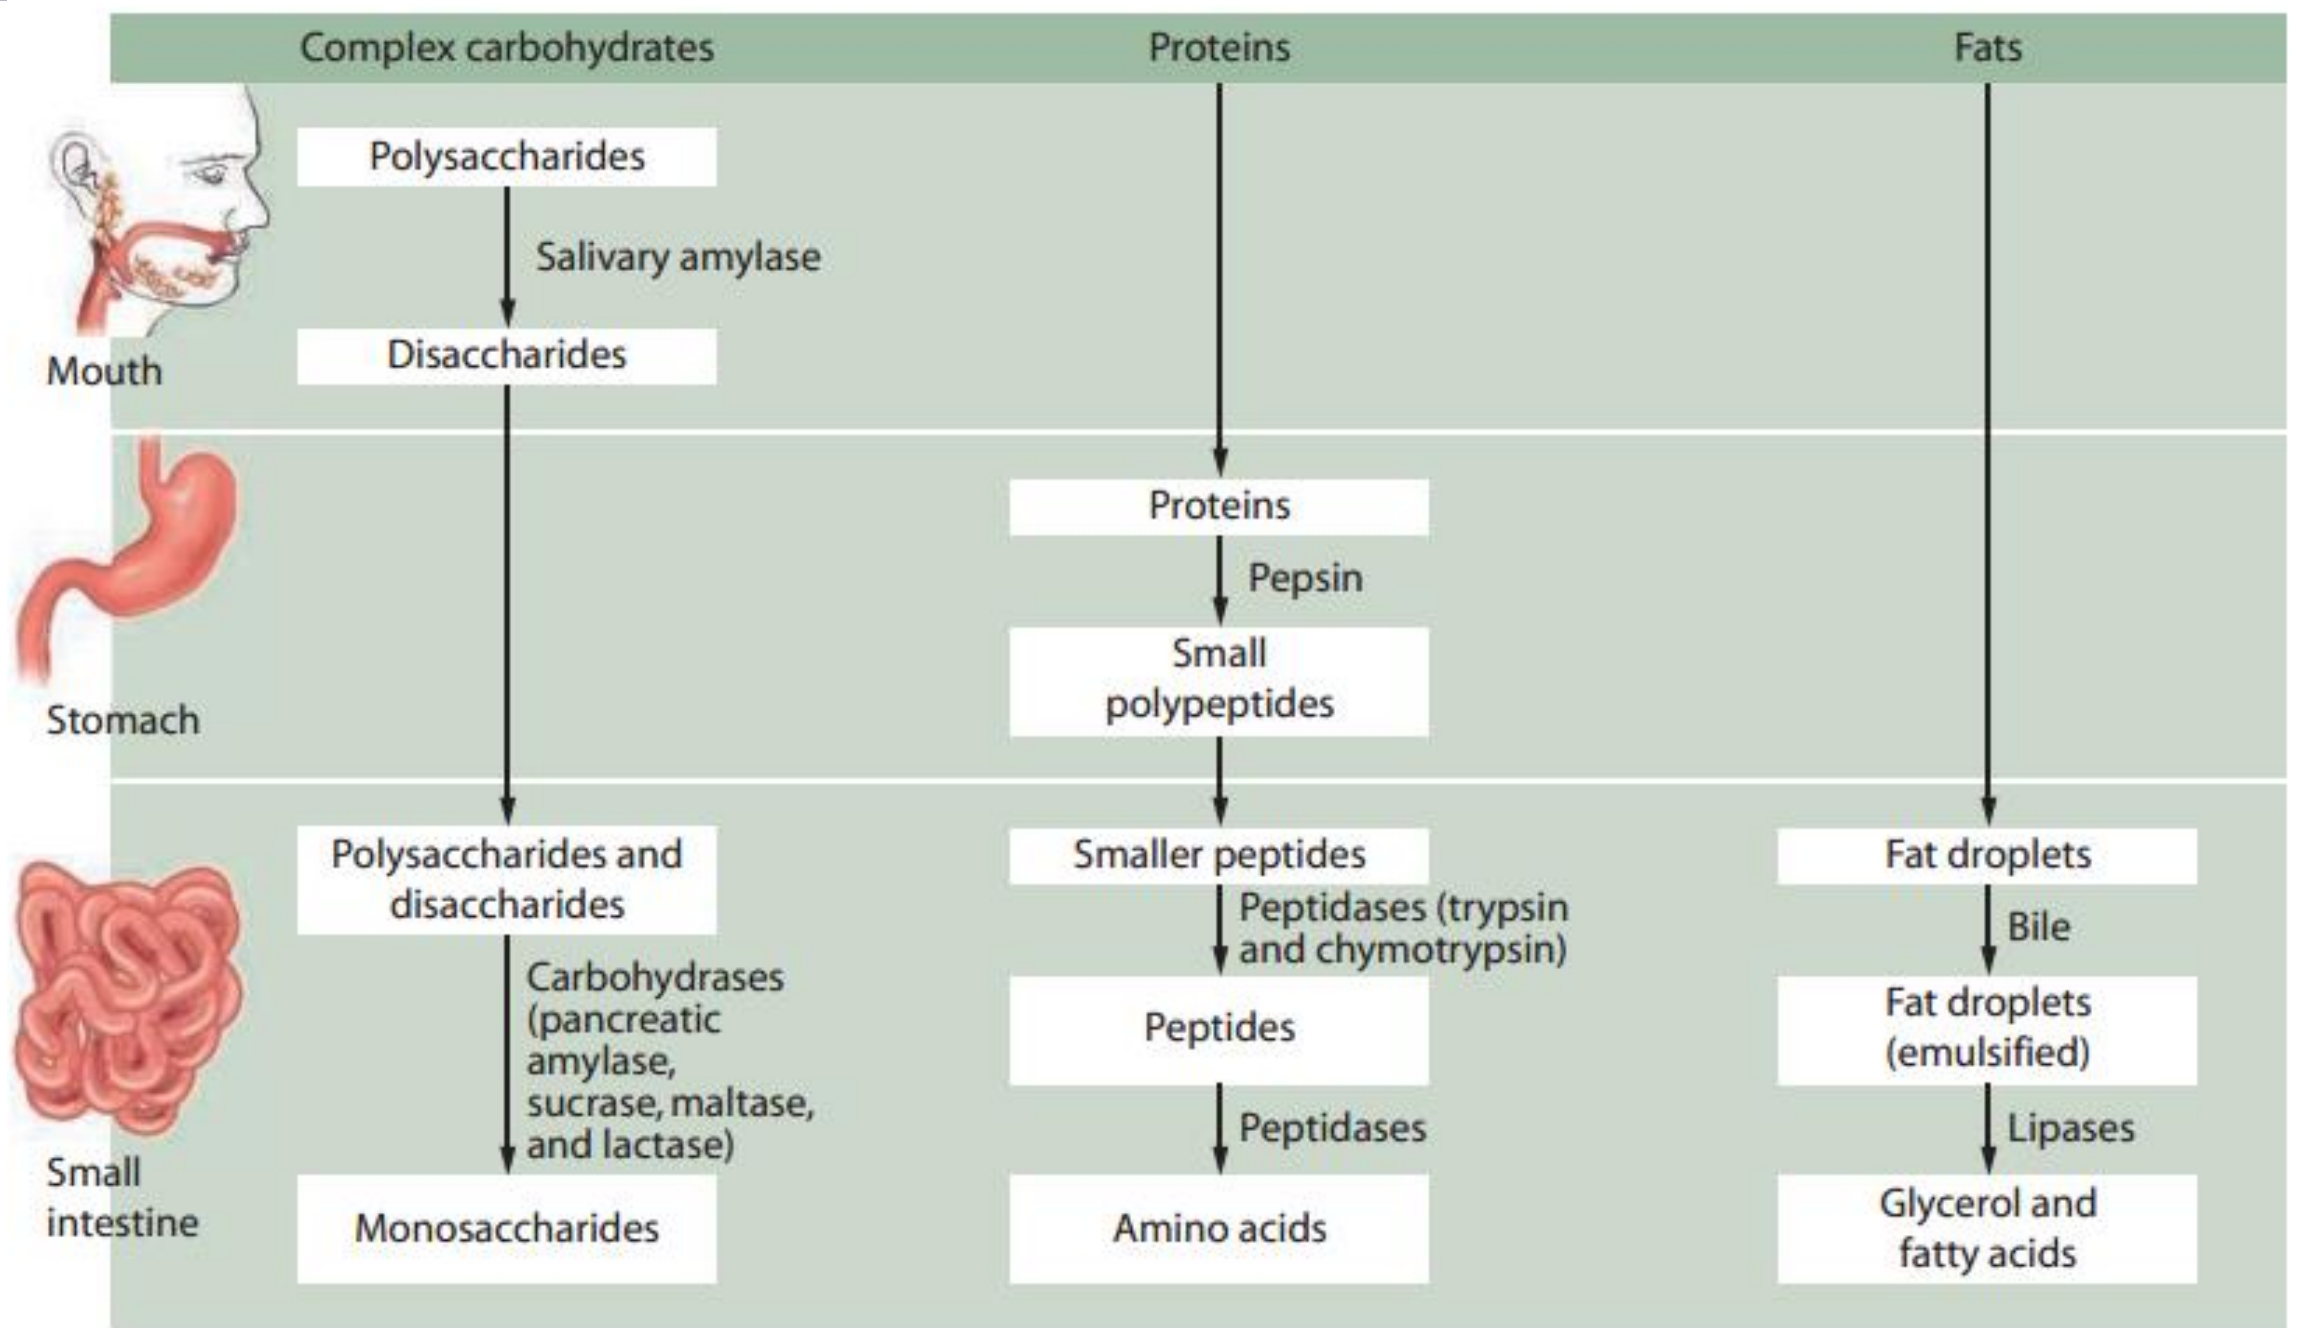 Complex carbohydrates
Proteins
Fats
Polysaccharides
Salivary amylase
Disaccharides
Mouth
Proteins
Pepsin
Small
polypeptides
Stomach
Polysaccharides and
disaccharides
Carbohydrases
(pancreatic
amylase,
sucrase, maltase,
and lactase)
Monosaccharides
Smaller peptides
Peptidases (trypsin
and chymotrypsin)
Peptides
Peptidases
Amino acids
Fat droplets
Bile
Fat droplets
(emulsified)
Lipases
Glycerol and
fatty acids
Small
intestine